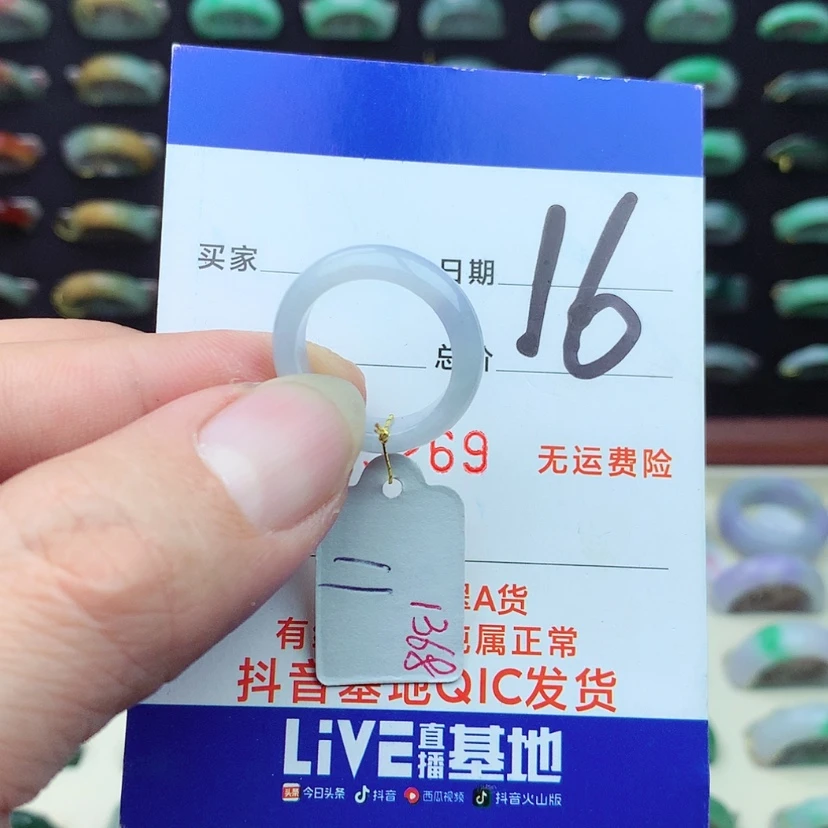 买家
日期
16
总价
69
无运费险
A货
有
属正常
抖音基地QIC发货
1368
LiVE直播基地
今日头条 抖音 西瓜视频 抖音火山版